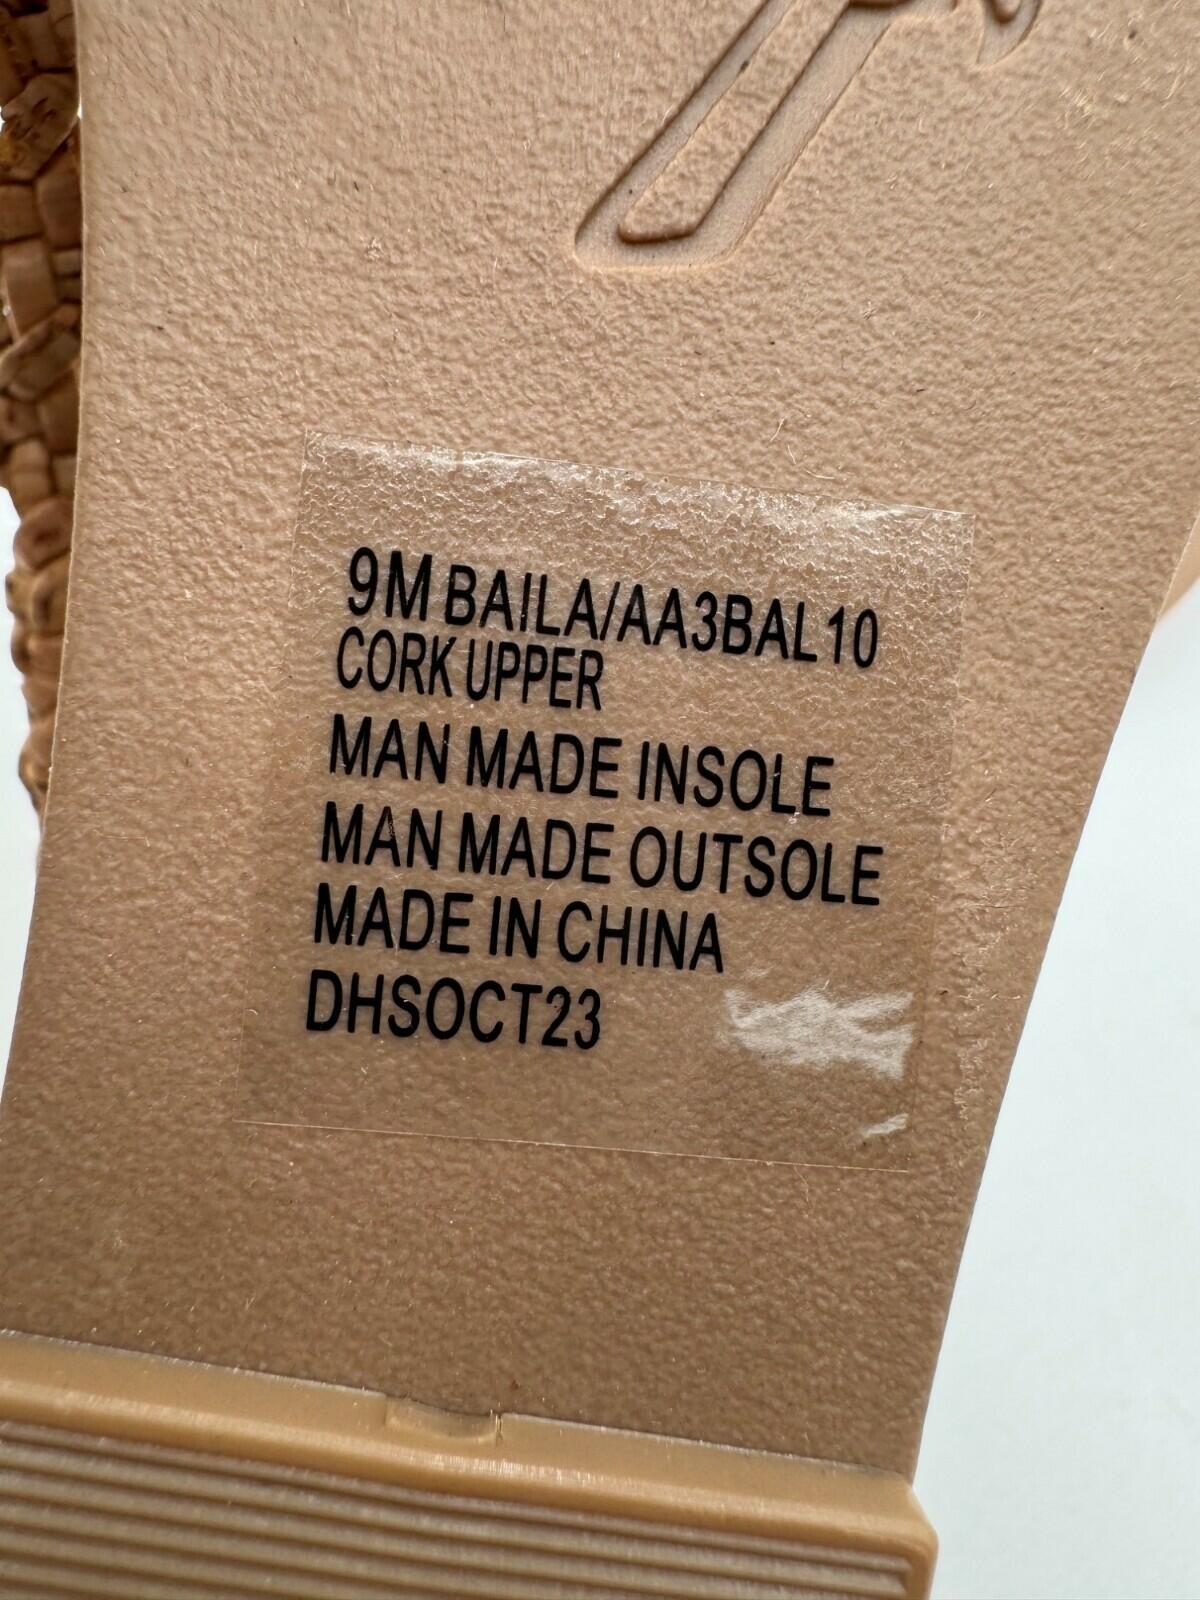 9M BAILA/AA3BAL10
CORK UPPER
MAN MADE INSOLE
MAN MADE OUTSOLE
MADE IN CHINA
DHSOCT23